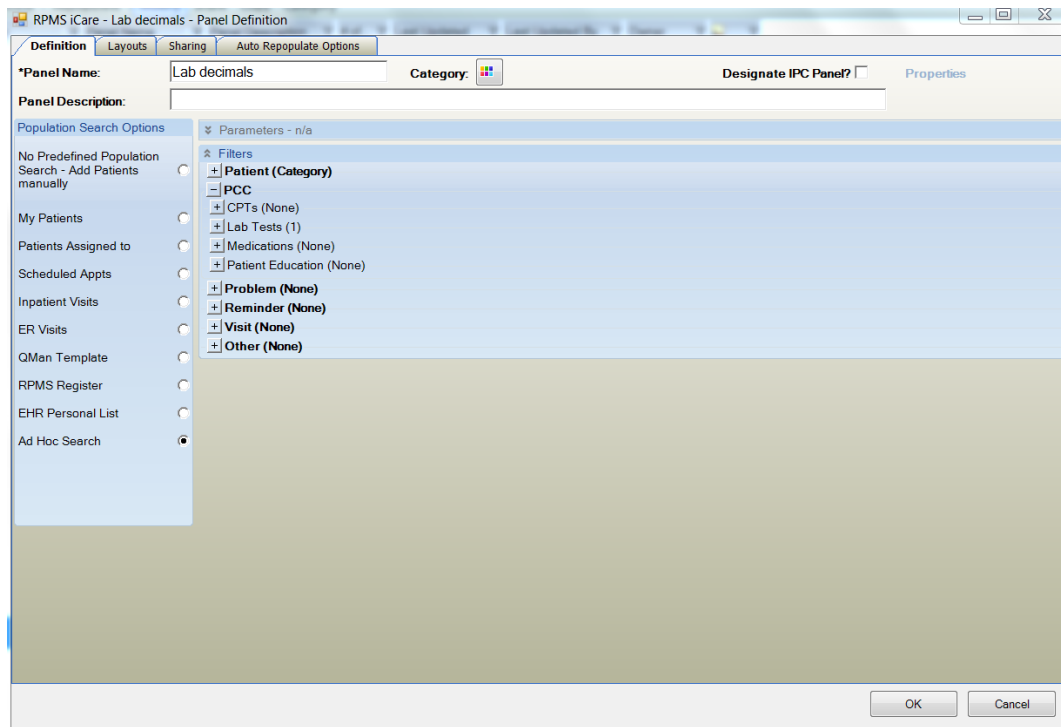 RPMS iCare - Lab decimals - Panel Definition
Definition Layouts Sharing Auto Repopulate Options
*Panel Name: Lab decimals Category: Designate IPC Panel? Properties
Panel Description:
Population Search Options
No Predefined Population
Search - Add Patients
manually
My Patients
Patients Assigned to
Scheduled Appts
Inpatient Visits
ER Visits
QMan Template
RPMS Register
EHR Personal List
Ad Hoc Search
Parameters - n/a
Filters
Patient (Category)
PCC
CPTs (None)
Lab Tests (1)
Medications (None)
Patient Education (None)
Problem (None)
Reminder (None)
Visit (None)
Other (None)
OK Cancel